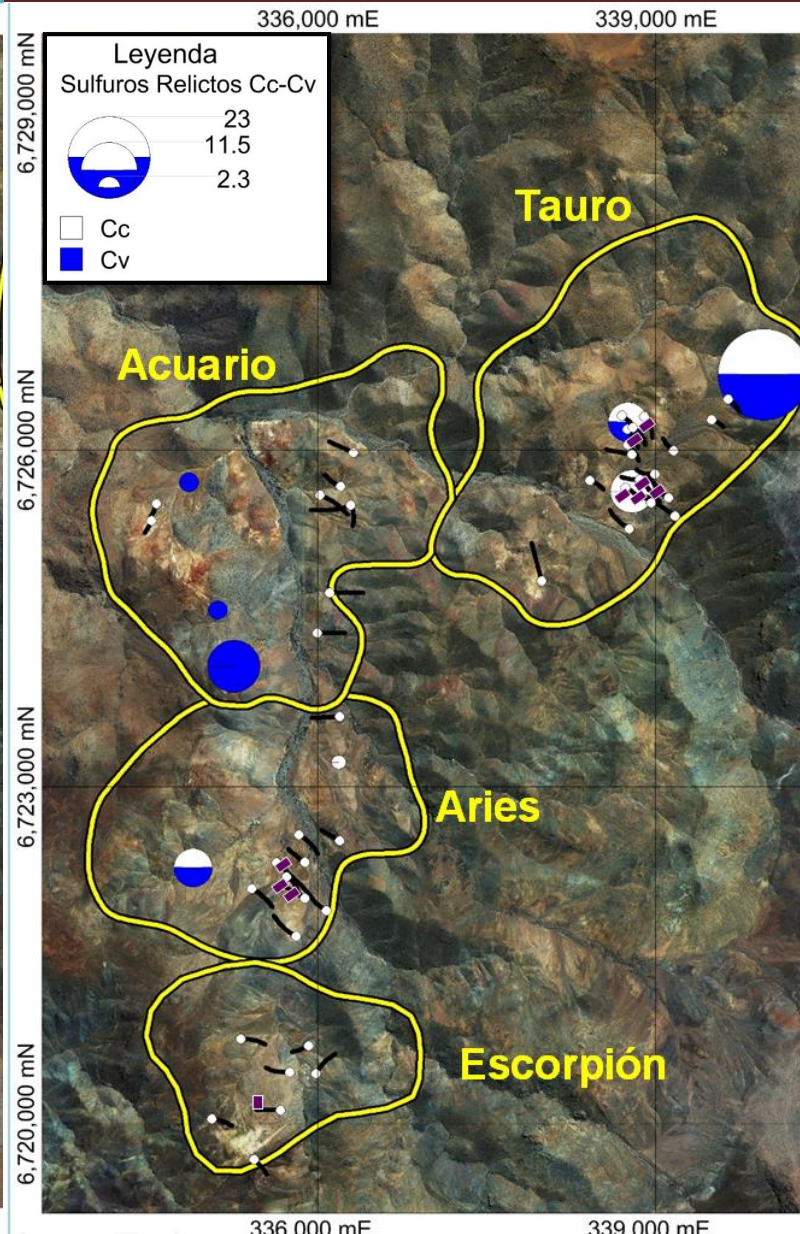 336,000 mE
339,000 mE
6,729,000 mN
Leyenda
Sulfuros Relictos Cc-Cv
23
11.5
2.3
Cc
Cv
Tauro
Acuario
6,726,000 mN
6,723,000 mN
Aries
Escorpión
6,720,000 mN
336,000 mE
339,000 mE